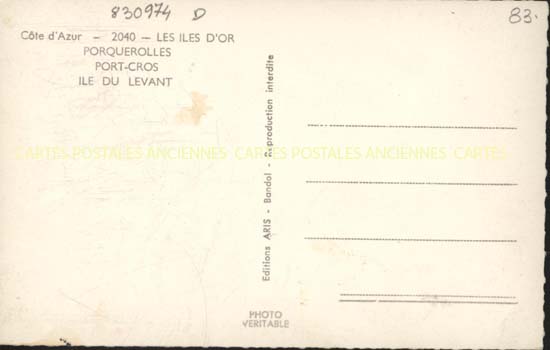 830974 D
83.
Côte d'Azur - 2040 - LES ILES D'OR
PORQUEROLLES
PORT-CROS
ILE DU LEVANT
CARTES POSTALES ANCIENNES CARTES POSTALES ANCIENNES CARTES
Editions ARIS - Bandol - Reproduction interdite
PHOTO
VERITABLE